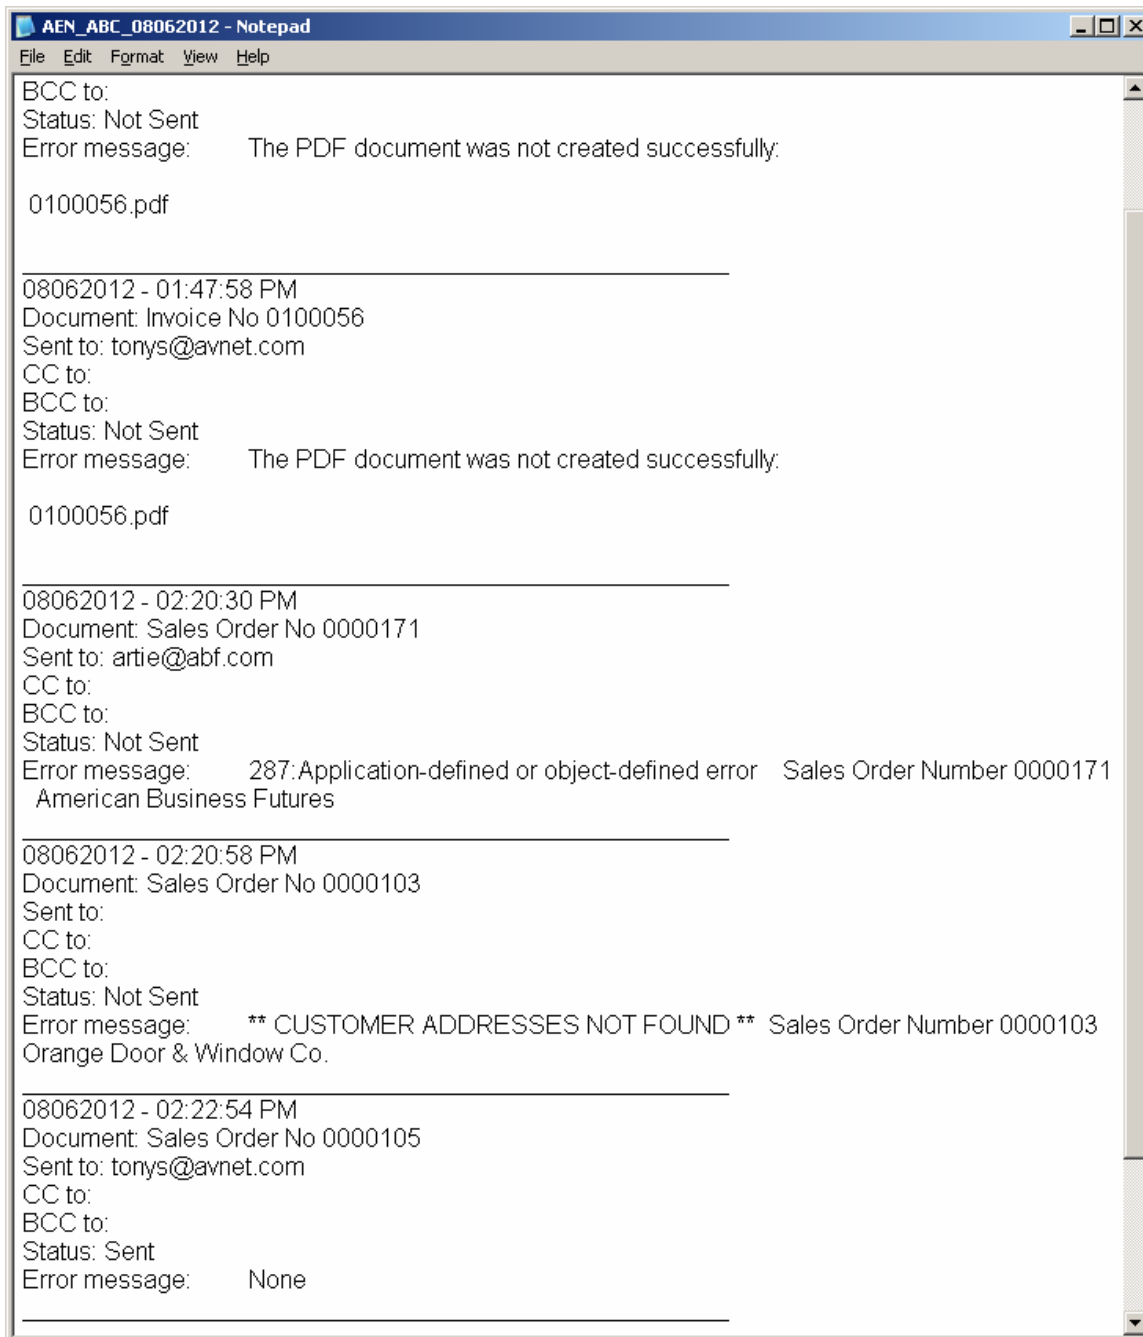 AEN_ABC_08062012 - Notepad
File Edit Format View Help
BCC to:
Status: Not Sent
Error message: The PDF document was not created successfully:
0100056.pdf
08062012 - 01:47:58 PM
Document: Invoice No 0100056
Sent to: tonys@avnet.com
CC to:
BCC to:
Status: Not Sent
Error message: The PDF document was not created successfully:
0100056.pdf
08062012 - 02:20:30 PM
Document: Sales Order No 0000171
Sent to: artie@abf.com
CC to:
BCC to:
Status: Not Sent
Error message: 287:Application-defined or object-defined error Sales Order Number 0000171
American Business Futures
08062012 - 02:20:58 PM
Document: Sales Order No 0000103
Sent to:
CC to:
BCC to:
Status: Not Sent
Error message: ** CUSTOMER ADDRESSES NOT FOUND ** Sales Order Number 0000103
Orange Door & Window Co.
08062012 - 02:22:54 PM
Document: Sales Order No 0000105
Sent to: tonys@avnet.com
CC to:
BCC to:
Status: Sent
Error message: None